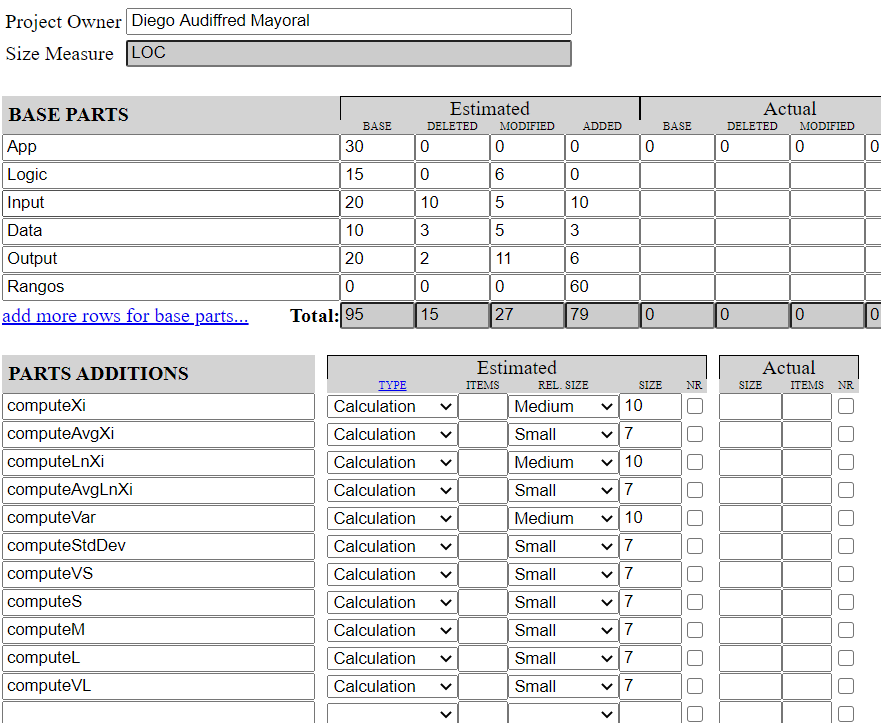 Project Owner Diego Audiffred Mayoral
Size Measure LOC
Estimated Actual
BASE PARTS BASE DELETED MODIFIED ADDED BASE DELETED MODIFIED
App 30 0 0 0 0 0 0 0
Logic 15 0 6 0
Input 20 10 5 10
Data 10 3 5 3
Output 20 2 11 6
Rangos 0 0 0 60
add more rows for base parts... Total: 95 15 27 79 0 0 0 0
Estimated Actual
PARTS ADDITIONS TYPE ITEMS REL. SIZE SIZE NR SIZE ITEMS NR
computeXi Calculation Medium 10
computeAvgXi Calculation Small 7
computeLnXi Calculation Medium 10
computeAvgLnXi Calculation Small 7
computeVar Calculation Medium 10
computeStdDev Calculation Small 7
computeVS Calculation Small 7
computeS Calculation Small 7
computeM Calculation Small 7
computeL Calculation Small 7
computeVL Calculation Small 7